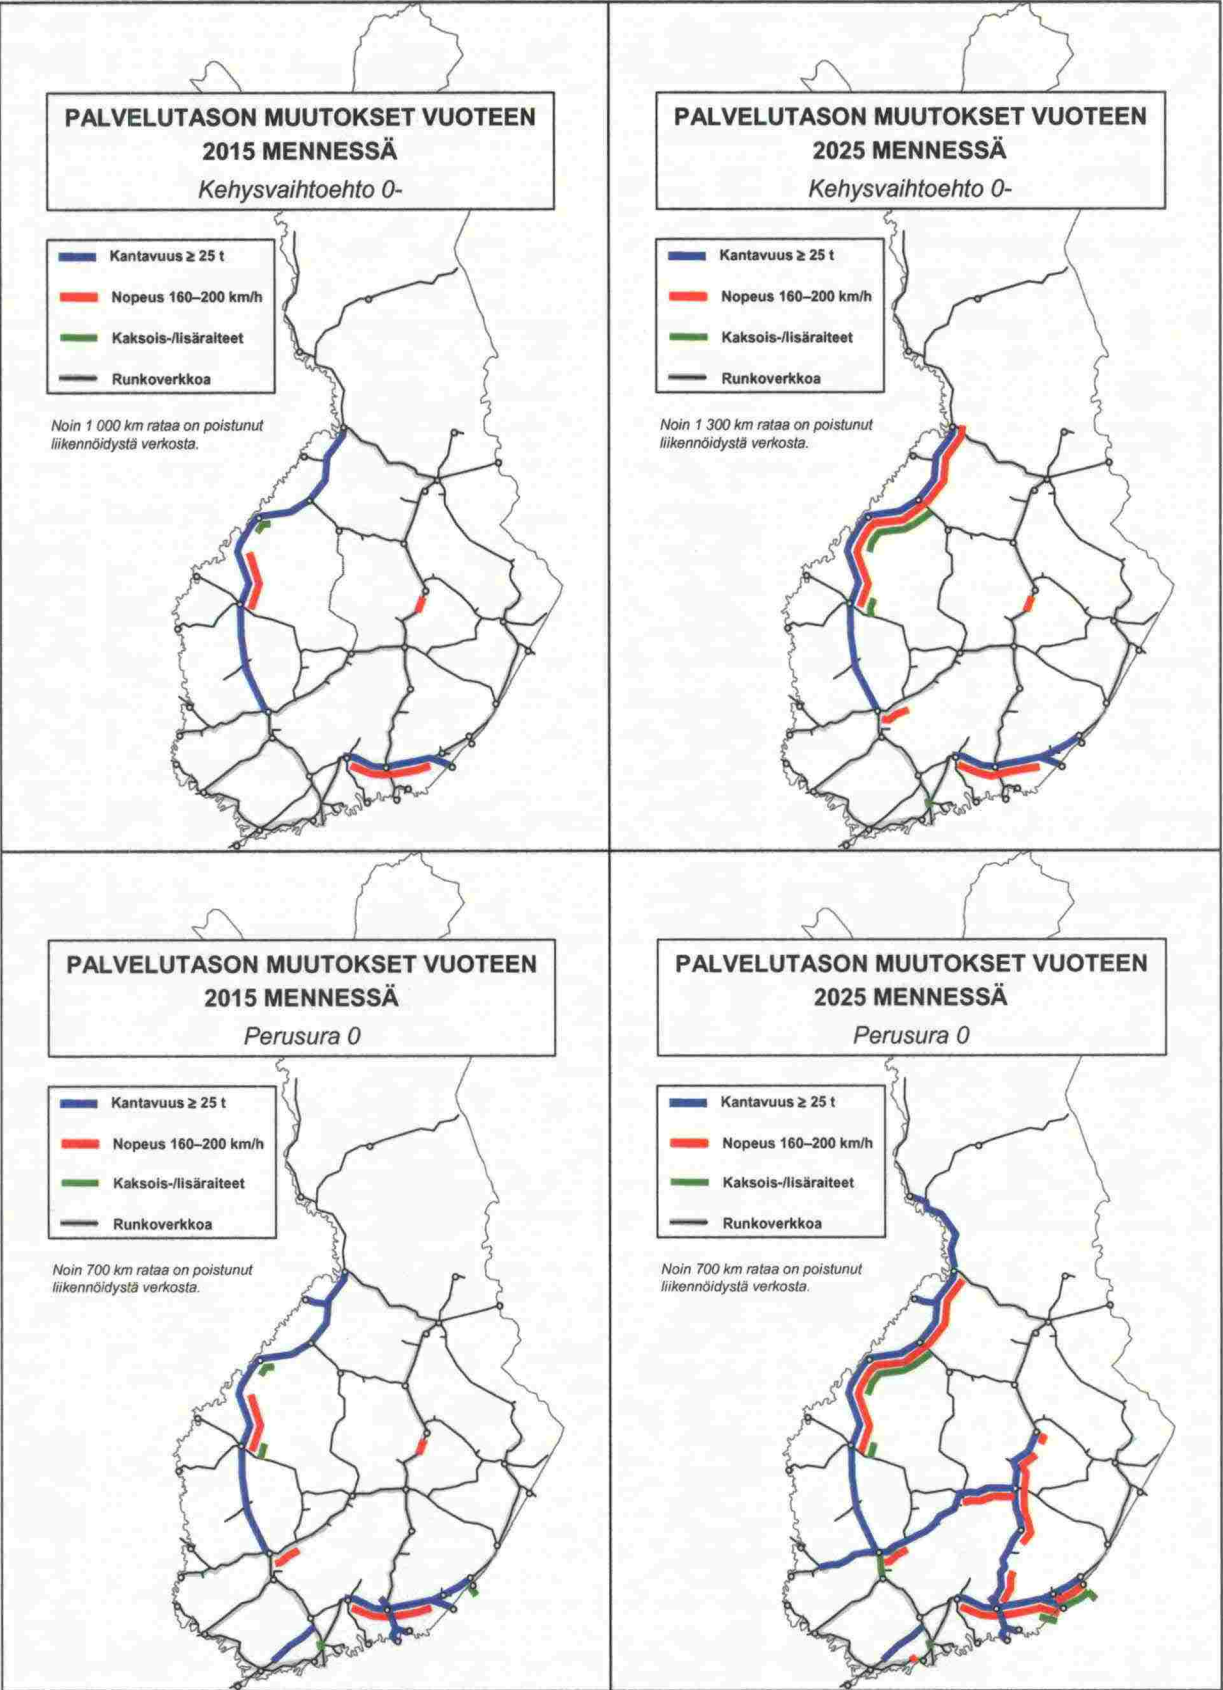 PALVELUTASON MUUTOKSET VUOTEEN
2015 MENNESSÄ
Kehysvaihtoehto 0-
Kantavuus ≥ 25 t
Nopeus 160–200 km/h
Kaksois-/lisäraiteet
Runkoverkkoa
Noin 1 000 km rataa on poistunut
liikennöidystä verkosta.
PALVELUTASON MUUTOKSET VUOTEEN
2025 MENNESSÄ
Kehysvaihtoehto 0-
Kantavuus ≥ 25 t
Nopeus 160–200 km/h
Kaksois-/lisäraiteet
Runkoverkkoa
Noin 1 300 km rataa on poistunut
liikennöidystä verkosta.
PALVELUTASON MUUTOKSET VUOTEEN
2015 MENNESSÄ
Perusura 0
Kantavuus ≥ 25 t
Nopeus 160–200 km/h
Kaksois-/lisäraiteet
Runkoverkkoa
Noin 700 km rataa on poistunut
liikennöidystä verkosta.
PALVELUTASON MUUTOKSET VUOTEEN
2025 MENNESSÄ
Perusura 0
Kantavuus ≥ 25 t
Nopeus 160–200 km/h
Kaksois-/lisäraiteet
Runkoverkkoa
Noin 700 km rataa on poistunut
liikennöidystä verkosta.